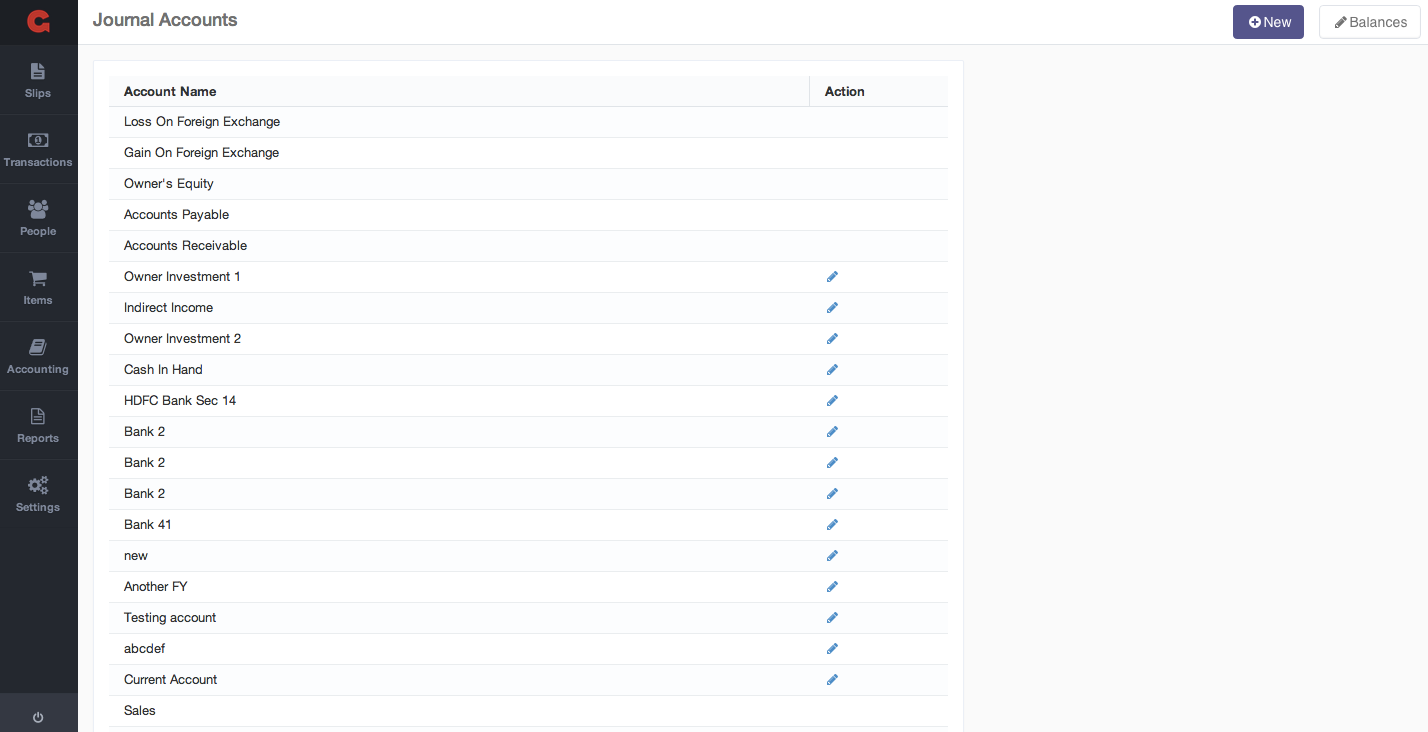 Journal Accounts
New
Balances
Slips
Transactions
People
Items
Accounting
Reports
Settings
Account Name Action
Loss On Foreign Exchange
Gain On Foreign Exchange
Owner's Equity
Accounts Payable
Accounts Receivable
Owner Investment 1
Indirect Income
Owner Investment 2
Cash In Hand
HDFC Bank Sec 14
Bank 2
Bank 2
Bank 2
Bank 41
new
Another FY
Testing account
abcdef
Current Account
Sales